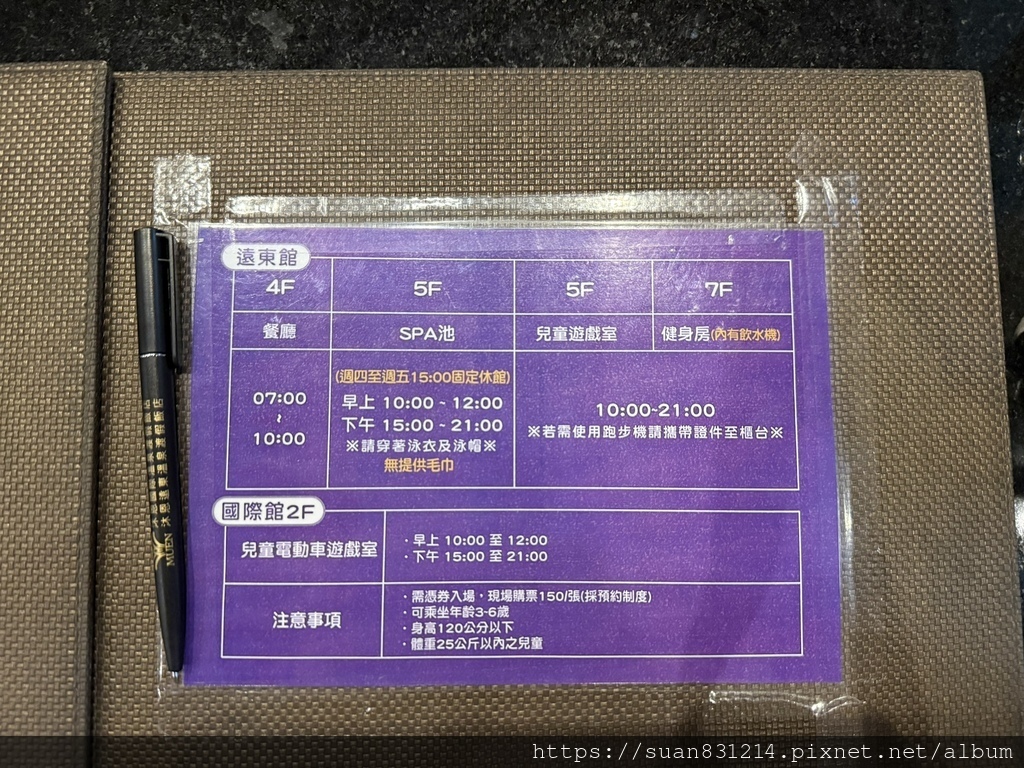 遠東館
4F 5F 5F 7F
餐廳 SPA池 兒童遊戲室 健身房(內有飲水機)
07:00
~
10:00
(週四至週五15:00固定休館)
早上 10:00 ~ 12:00
下午 15:00 ~ 21:00
※請穿著泳衣及泳帽※
無提供毛巾
10:00~21:00
※若需使用跑步機請攜帶證件至櫃台※
國際館2F
兒童電動車遊戲室
・早上 10:00 至 12:00
・下午 15:00 至 21:00
注意事項
・需憑券入場，現場購票150/張(採預約制度)
・可乘坐年齡3-6歲
・身高120公分以下
・體重25公斤以內之兒童
MUEN
https://suan831214.pixnet.net/album